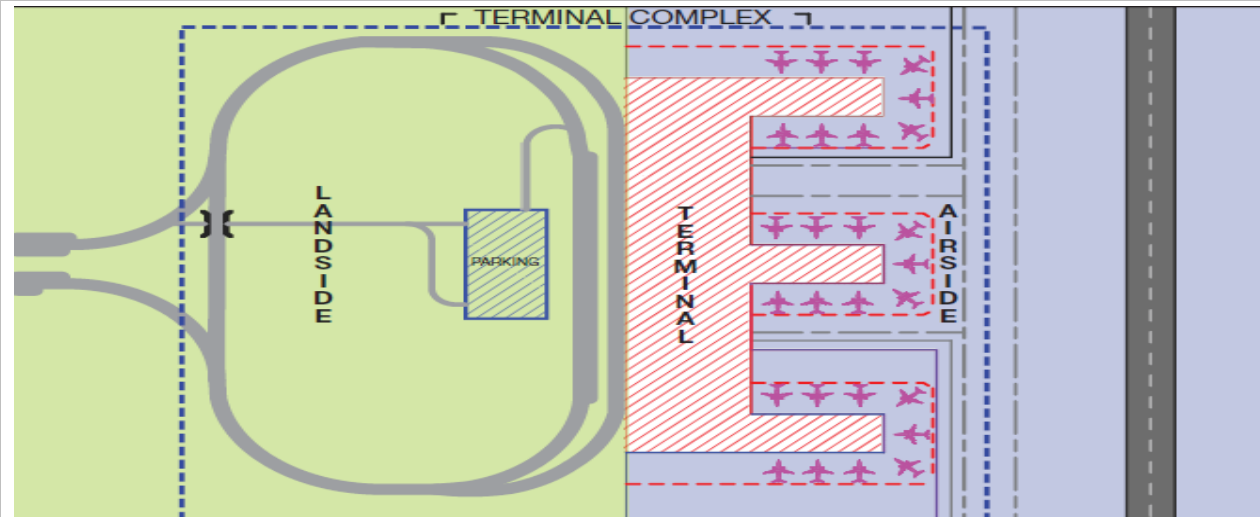 TERMINAL COMPLEX
LANDSIDE
PARKING
TERMINAL
AIRSIDE